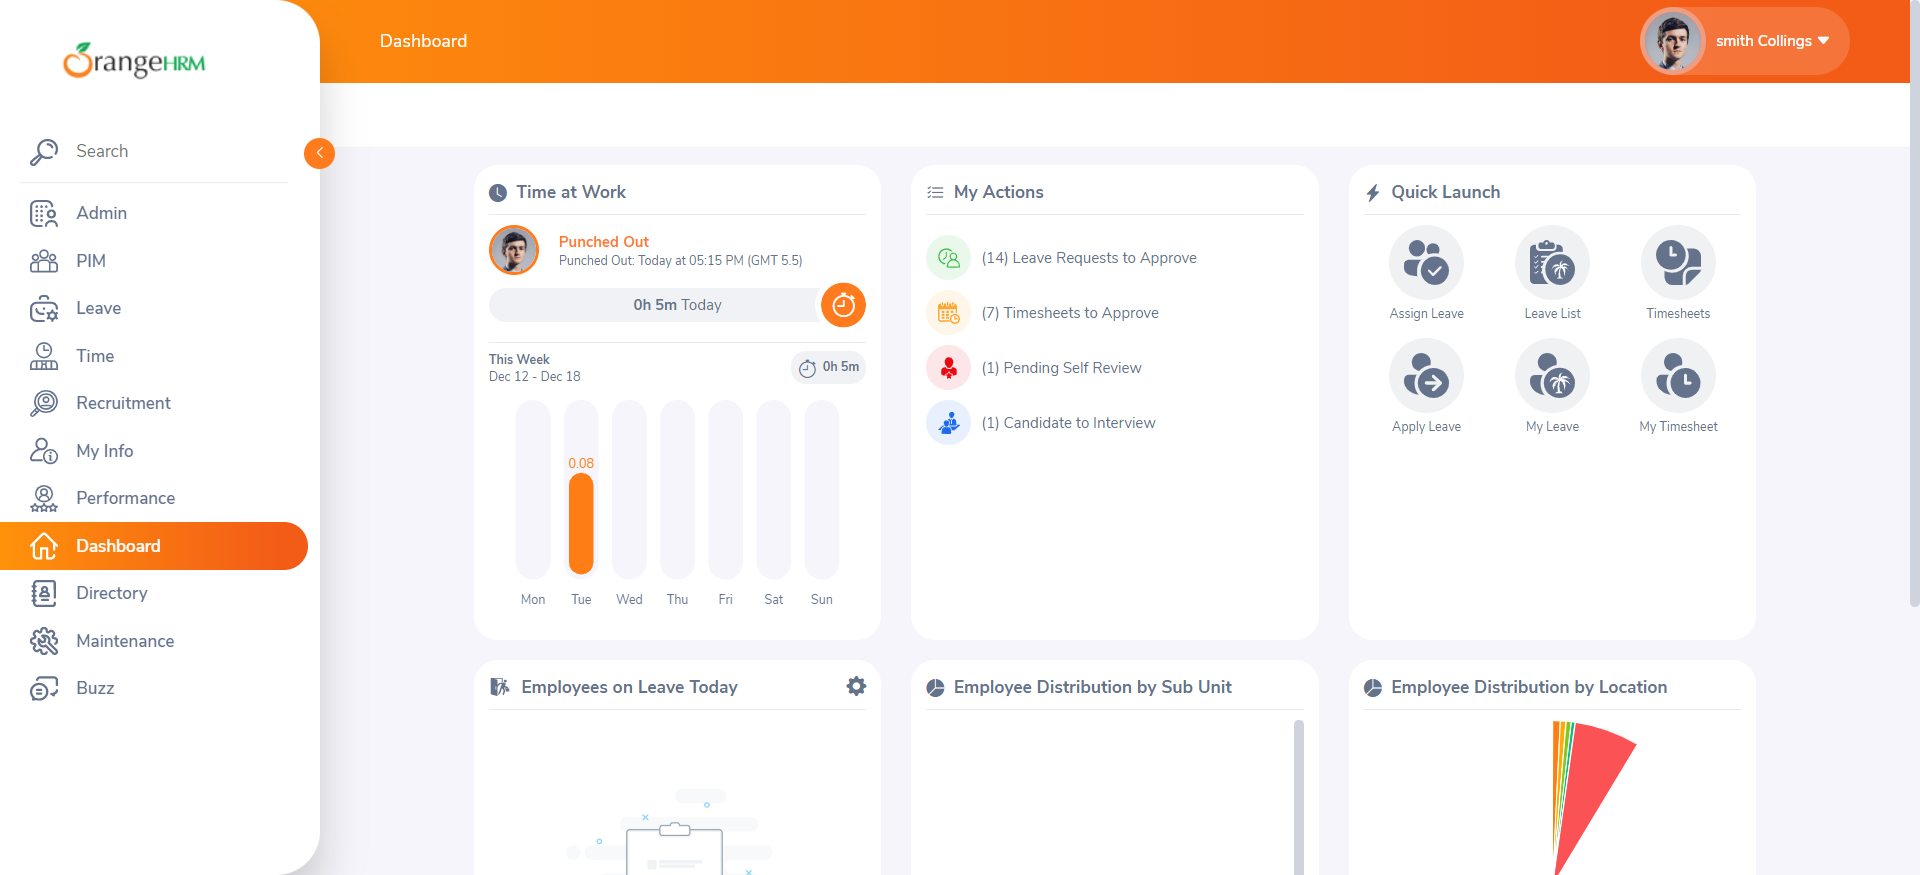 OrangeHRM
Dashboard
smith Collings
Search
Admin
PIM
Leave
Time
Recruitment
My Info
Performance
Dashboard
Directory
Maintenance
Buzz
Time at Work
Punched Out
Punched Out: Today at 05:15 PM (GMT 5.5)
0h 5m Today
This Week
Dec 12 - Dec 18
0h 5m
0.08
Mon Tue Wed Thu Fri Sat Sun
My Actions
(14) Leave Requests to Approve
(7) Timesheets to Approve
(1) Pending Self Review
(1) Candidate to Interview
Quick Launch
Assign Leave Leave List Timesheets
Apply Leave My Leave My Timesheet
Employees on Leave Today
Employee Distribution by Sub Unit
Employee Distribution by Location